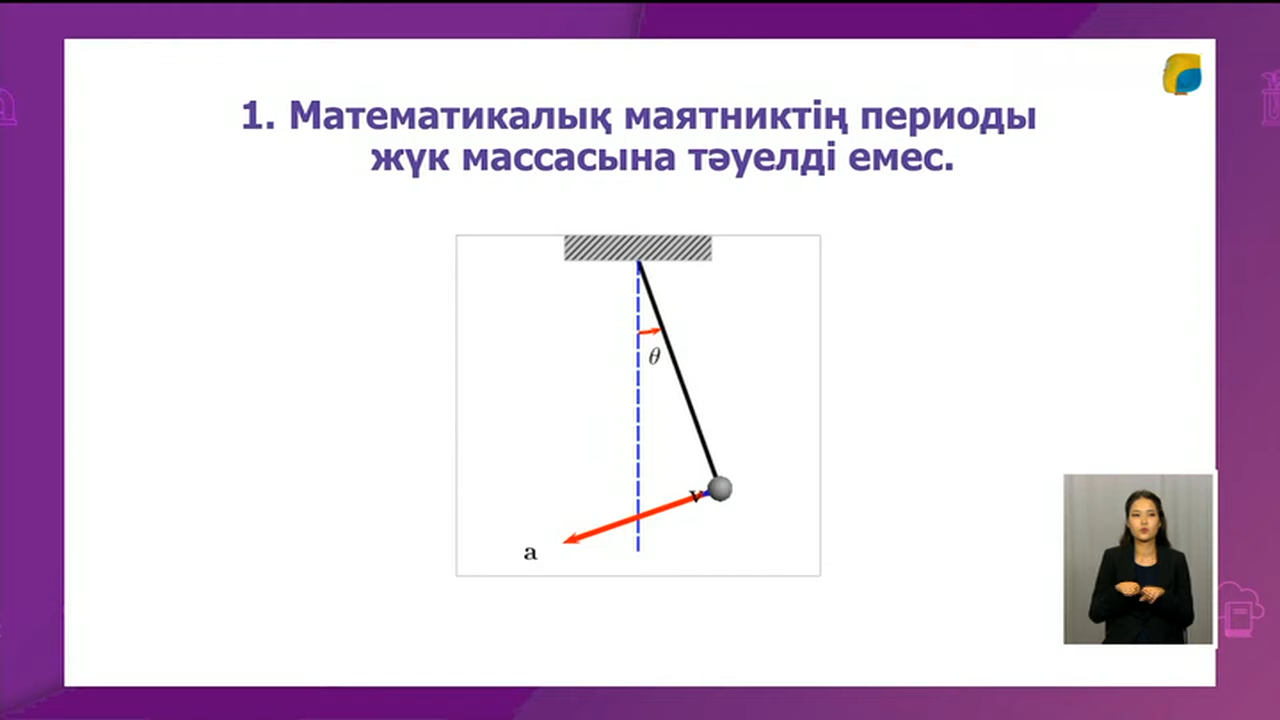 1. Математикалық маятниктің периоды
жүк массасына тәуелді емес.
θ
v
a